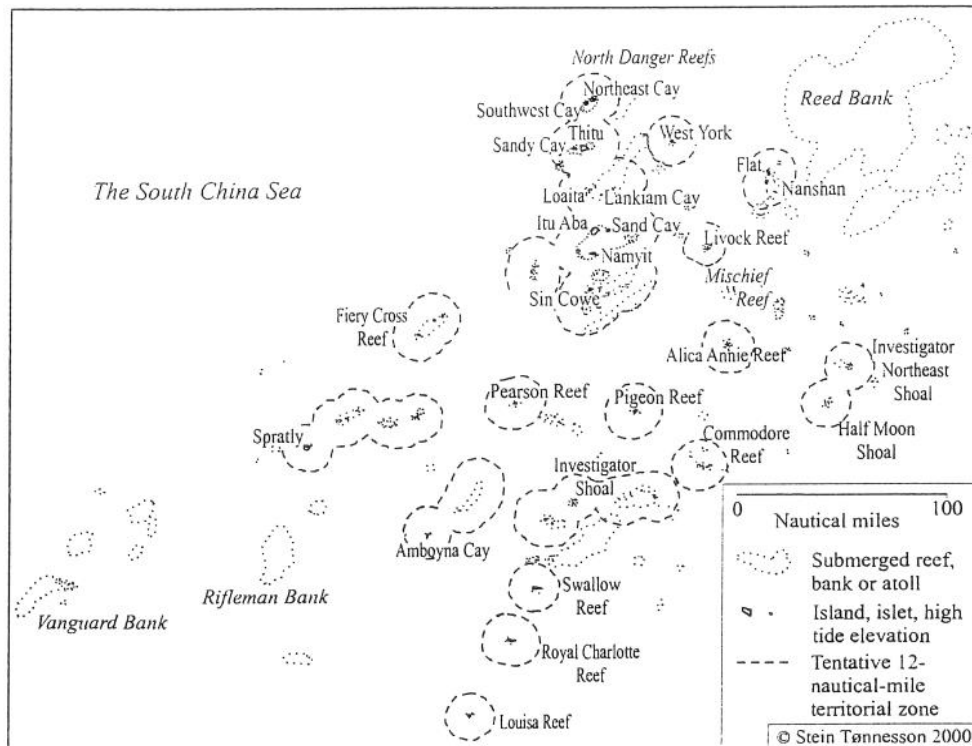 North Danger Reefs
Northeast Cay
Southwest Cay
Reed Bank
Thitu
Sandy Cay
West York
Flat
The South China Sea
Nanshan
Loaita
Lankiam Cay
Itu Aba
Sand Cay
Livock Reef
Namyit
Mischief
Reef
Sin Cowe
Fiery Cross
Reef
Alica Annie Reef
Investigator
Northeast
Shoal
Pearson Reef
Pigeon Reef
Half Moon
Shoal
Spratly
Commodore
Reef
Investigator
Shoal
Amboyna Cay
Rifleman Bank
Vanguard Bank
Swallow
Reef
Royal Charlotte
Reef
Louisa Reef
0 100
Nautical miles
Submerged reef,
bank or atoll
Island, islet, high
tide elevation
Tentative 12-
nautical-mile
territorial zone
© Stein Tønnesson 2000